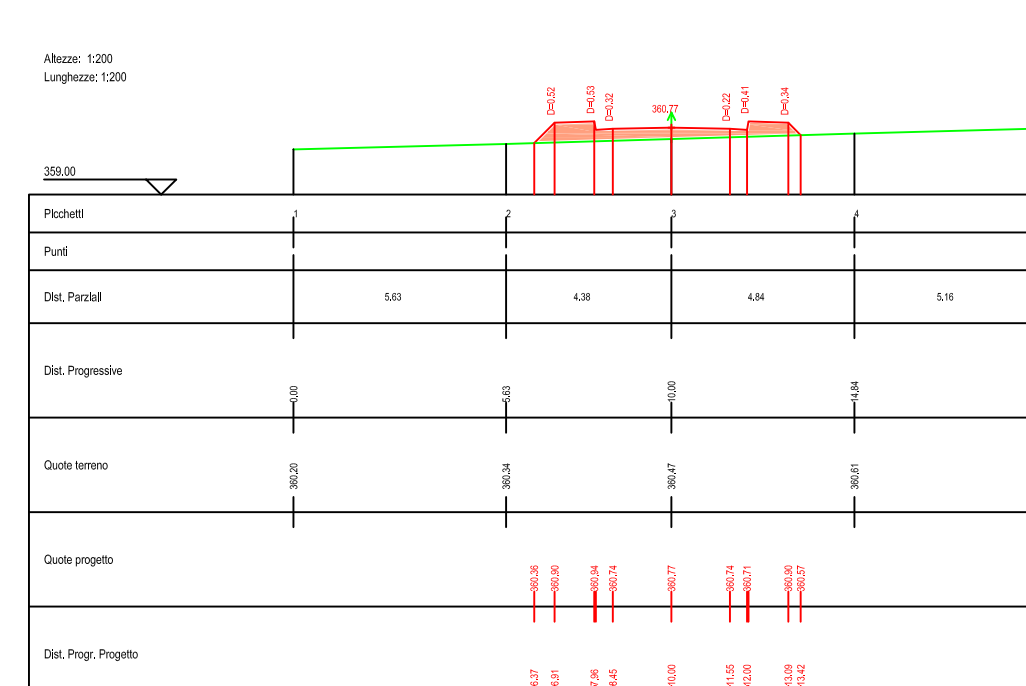 Altezze: 1:200
Lunghezze: 1:200
D=0.52
D=0.53
D=0.32
360.77
D=0.22
D=0.41
D=0.34
359.00
Picchetti
1
2
3
4
Punti
Dist. Parziali
5.63
4.38
4.84
5.16
Dist. Progressive
0.00
5.63
10.00
14.84
Quote terreno
360.20
360.34
360.47
360.61
Quote progetto
360.36
360.90
360.94
360.74
360.77
360.74
360.71
360.90
360.57
Dist. Progr. Progetto
6.37
6.91
7.96
8.45
10.00
11.55
12.00
13.09
13.42